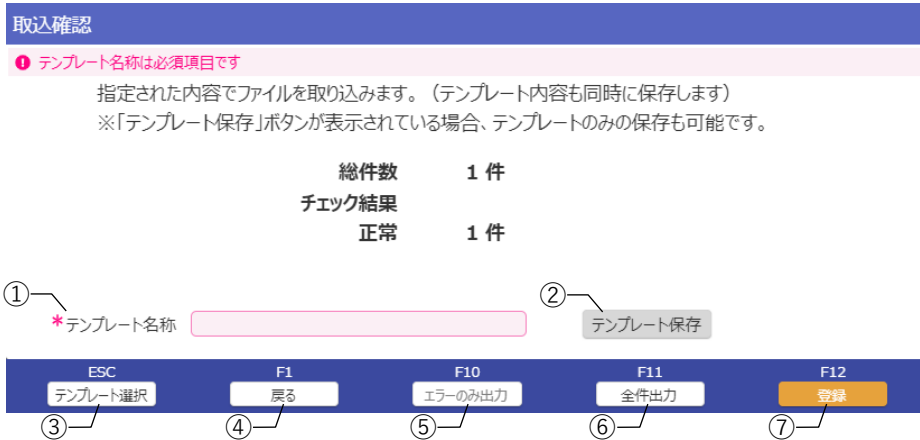 取込確認
テンプレート名称は必須項目です
指定された内容でファイルを取り込みます。（テンプレート内容も同時に保存します）
※「テンプレート保存」ボタンが表示されている場合、テンプレートのみの保存も可能です。
総件数 1 件
チェック結果
正常 1 件
① ②
*テンプレート名称 テンプレート保存
ESC F1 F10 F11 F12
テンプレート選択 戻る エラーのみ出力 全件出力 登録
③ ④ ⑤ ⑥ ⑦